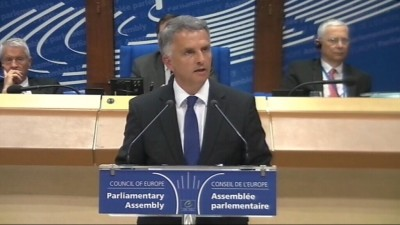 COUNCIL OF EUROPE
CONSEIL DE L'EUROPE
Parliamentary
Assembly
Assemblée
parlementaire